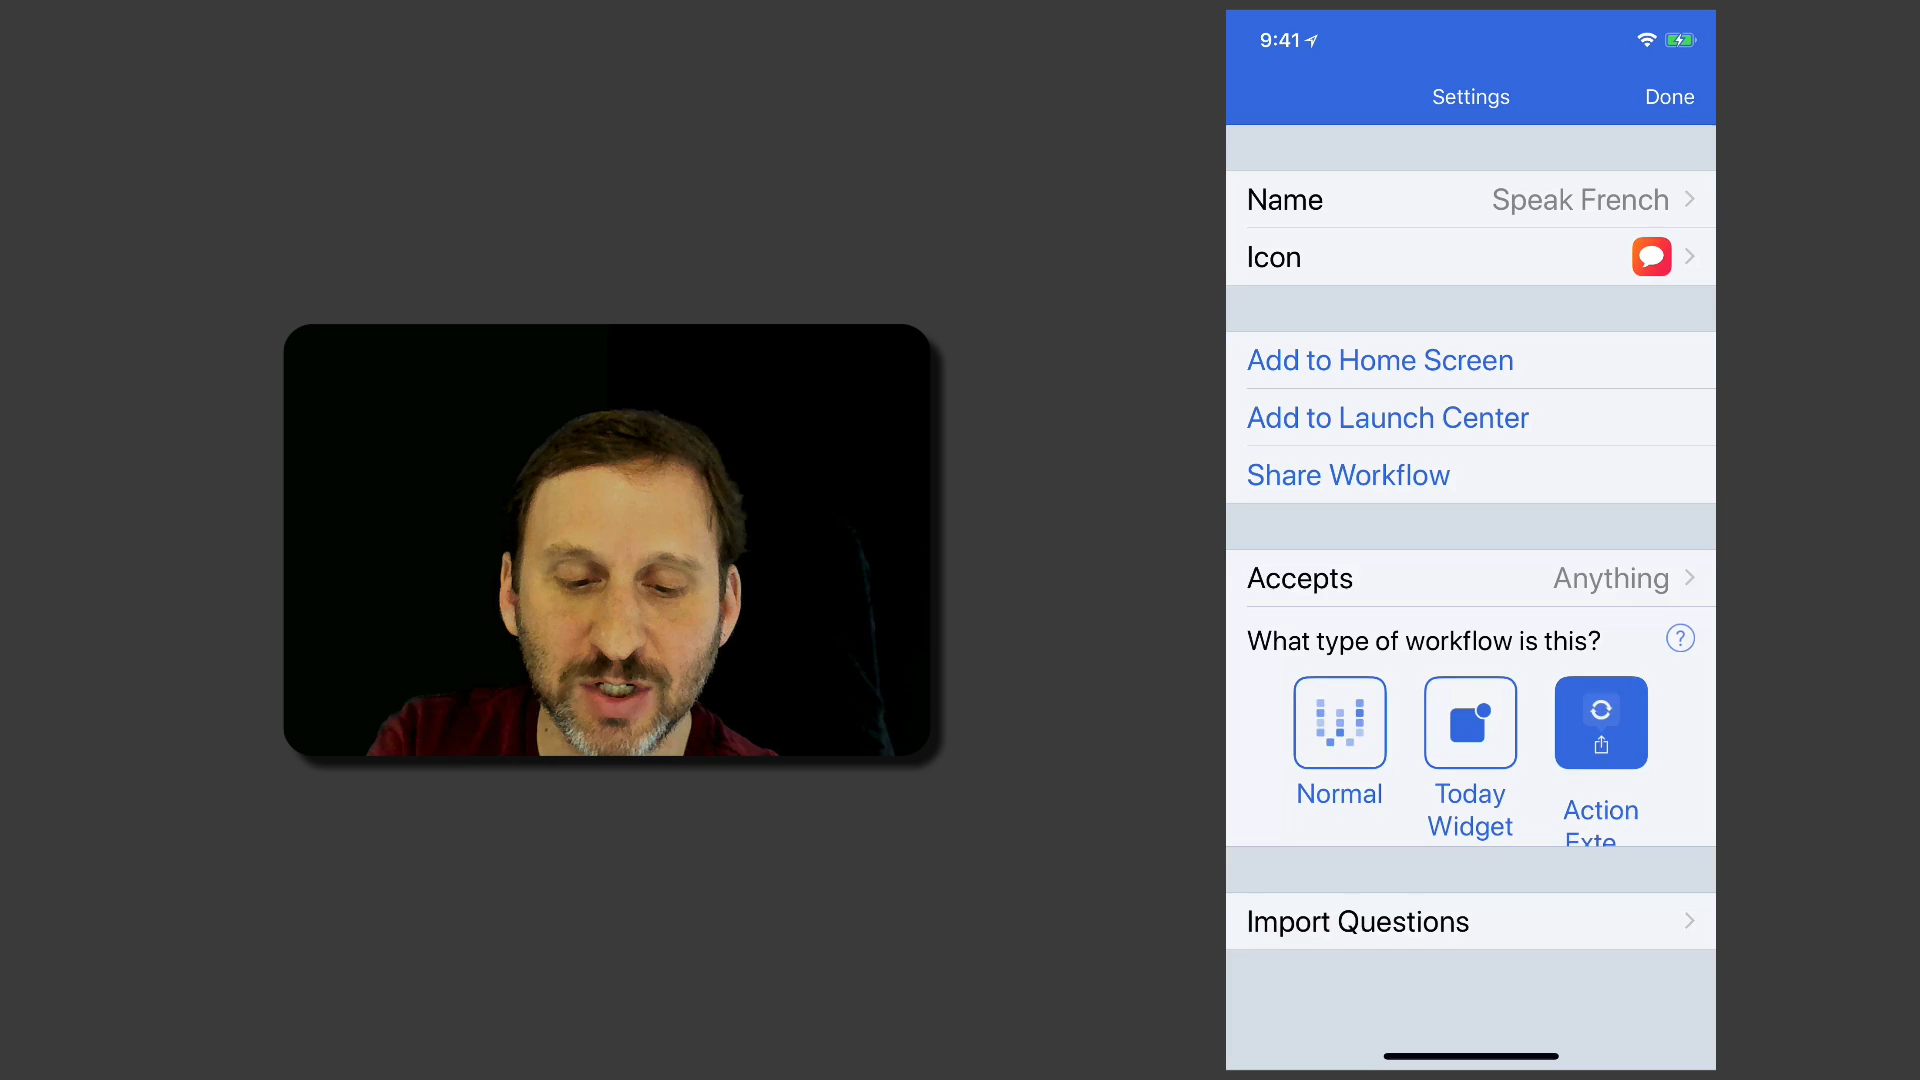 9:41
Settings
Done
Name
Speak French
Icon
Add to Home Screen
Add to Launch Center
Share Workflow
Accepts
Anything
What type of workflow is this?
?
Normal
Today
Widget
Action
Exte
Import Questions